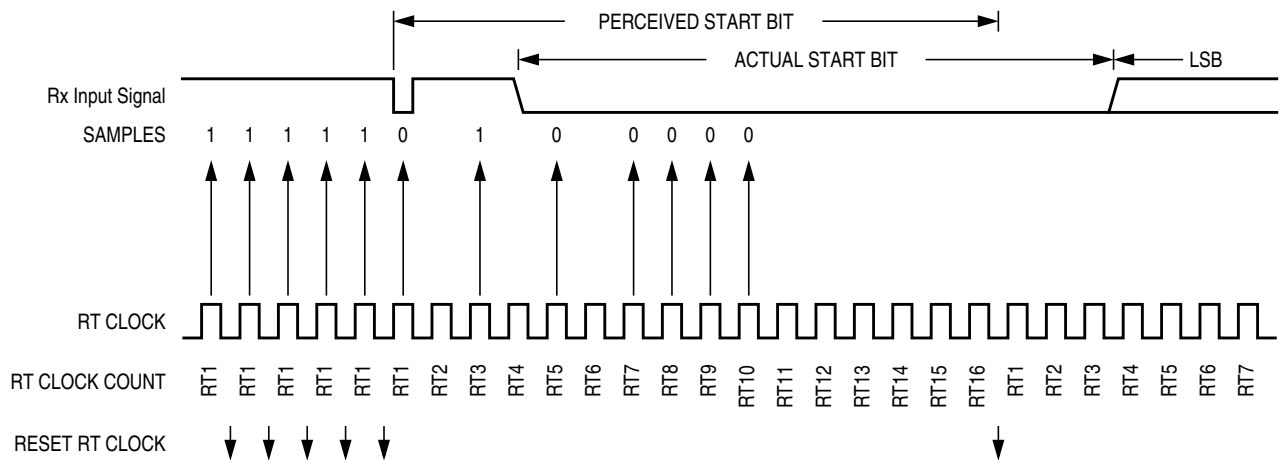 PERCEIVED START BIT
ACTUAL START BIT LSB
Rx Input Signal
SAMPLES 1 1 1 1 1 0 1 0 0 0 0 0
RT CLOCK
RT CLOCK COUNT RT1 RT1 RT1 RT1 RT1 RT1 RT2 RT3 RT4 RT5 RT6 RT7 RT8 RT9 RT10 RT11 RT12 RT13 RT14 RT15 RT16 RT1 RT2 RT3 RT4 RT5 RT6 RT7
RESET RT CLOCK